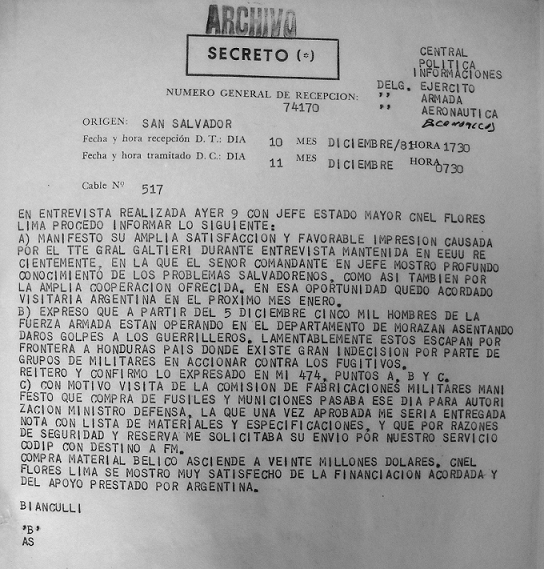 ARCHIVO
SECRETO (*)
CENTRAL
POLITICA
INFORMACIONES
DELG. EJERCITO
" ARMADA
" AERONAUTICA
ECONOMICOS
NUMERO GENERAL DE RECEPCION:
74170
ORIGEN: SAN SALVADOR
Fecha y hora recepción D. T.: DIA 10 MES DICIEMBRE/81 HORA 1730
Fecha y hora tramitado D. C.: DIA 11 MES DICIEMBRE HORA 0730
Cable Nº 517
EN ENTREVISTA REALIZADA AYER 9 CON JEFE ESTADO MAYOR CNEL FLORES
LIMA PROCEDO INFORMAR LO SIGUIENTE:
A) MANIFESTO SU AMPLIA SATISFACCION Y FAVORABLE IMPRESION CAUSADA
POR EL TTE GRAL GALTIERI DURANTE ENTREVISTA MANTENIDA EN EEUU RE
CIENTEMENTE, EN LA QUE EL SEÑOR COMANDANTE EN JEFE MOSTRO PROFUNDO
CONOCIMIENTO DE LOS PROBLEMAS SALVADORENOS, COMO ASI TAMBIEN POR
LA AMPLIA COOPERACION OFRECIDA. EN ESA OPORTUNIDAD QUEDO ACORDADO
VISITARIA ARGENTINA EN EL PROXIMO MES ENERO.
B) EXPRESO QUE A PARTIR DEL 5 DICIEMBRE CINCO MIL HOMBRES DE LA
FUERZA ARMADA ESTAN OPERANDO EN EL DEPARTAMENTO DE MORAZAN ASENTANDO
DAROS GOLPES A LOS GUERRILLEROS. LAMENTABLEMENTE ESTOS ESCAPAN POR
FRONTERA A HONDURAS PAIS DONDE EXISTE GRAN INDECISION POR PARTE DE
GRUPOS DE MILITARES EN ACCIONAR CONTRA LOS FUGITIVOS.
REITERO Y CONFIRMO LO EXPRESADO EN MI 474, PUNTOS A, B Y C.
C) CON MOTIVO VISITA DE LA COMISION DE FABRICACIONES MILITARES MANI
FESTO QUE COMPRA DE FUSILES Y MUNICIONES PASABA ESE DIA PARA AUTORI
ZACION MINISTRO DEFENSA, LA QUE UNA VEZ APROBADA ME SERIA ENTREGADA
NOTA CON LISTA DE MATERIALES Y ESPECIFICACIONES, Y QUE POR RAZONES
DE SEGURIDAD Y RESERVA ME SOLICITABA SU ENVIO POR NUESTRO SERVICIO
CODIP CON DESTINO A FM.
COMPRA MATERIAL BELICO ASCIENDE A VEINTE MILLONES DOLARES. CNEL
FLORES LIMA SE MOSTRO MUY SATISFECHO DE LA FINANCIACION ACORDADA Y
DEL APOYO PRESTADO POR ARGENTINA.
BIANCULLI
"B"
AS